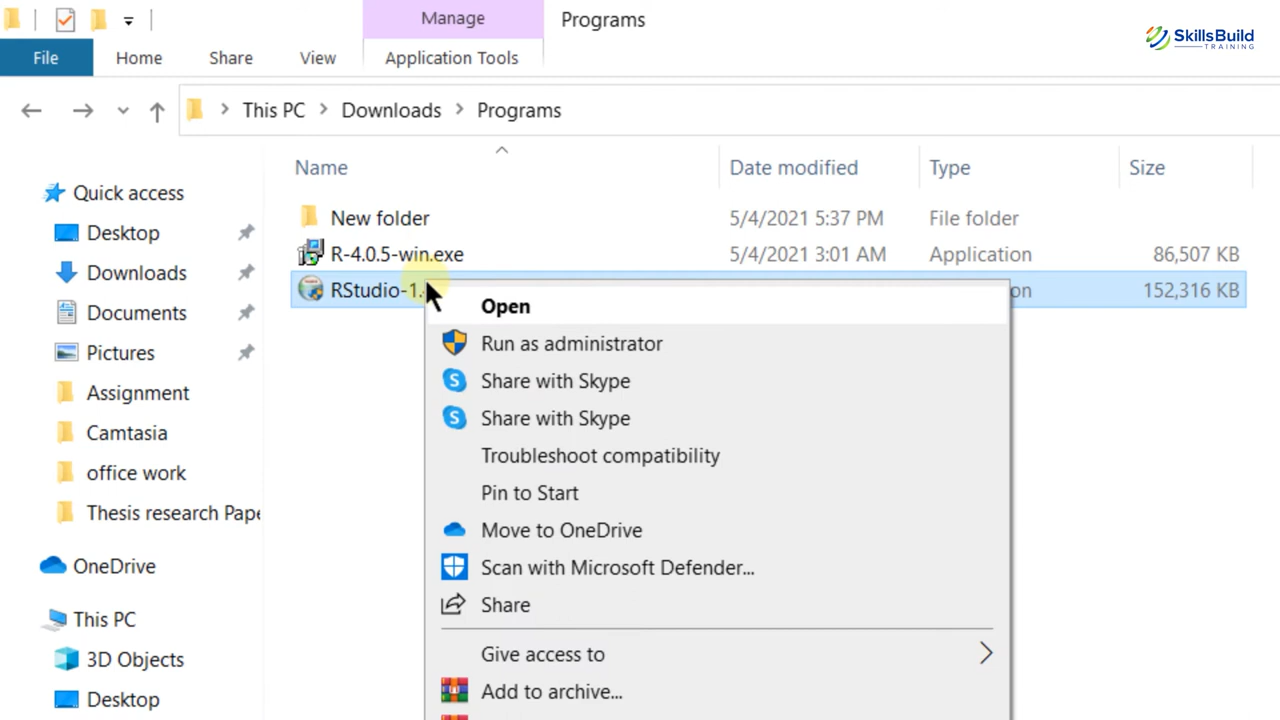 Manage
Programs
SkillsBuild
TRAINING
File
Home
Share
View
Application Tools
This PC
Downloads
Programs
Name
Date modified
Type
Size
Quick access
Desktop
Downloads
Documents
Pictures
Assignment
Camtasia
office work
Thesis research Pape
OneDrive
This PC
3D Objects
Desktop
New folder
5/4/2021 5:37 PM
File folder
R-4.0.5-win.exe
5/4/2021 3:01 AM
Application
86,507 KB
RStudio-1.
on
152,316 KB
Open
Run as administrator
Share with Skype
Share with Skype
Troubleshoot compatibility
Pin to Start
Move to OneDrive
Scan with Microsoft Defender...
Share
Give access to
Add to archive...